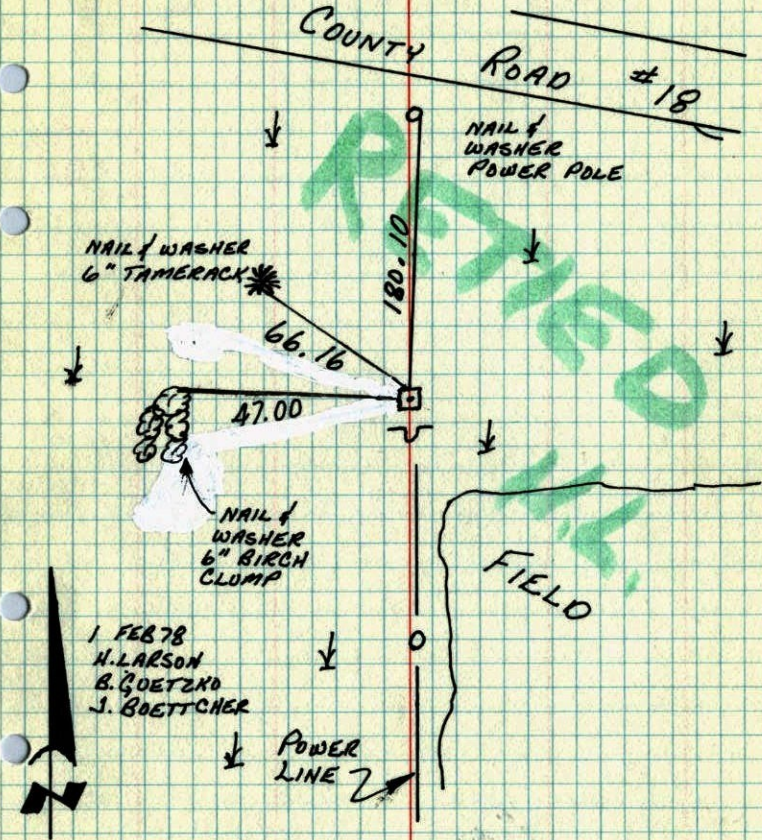 COUNTY ROAD #18
NAIL &
WASHER
POWER POLE
RETIED
H.L.
180.10
NAIL & WASHER
6" TAMERACK
66.16
47.00
NAIL &
WASHER
6" BIRCH
CLUMP
FIELD
1 FEB 78
H. LARSON
B. GOETZKO
J. BOETTCHER
POWER
LINE
N